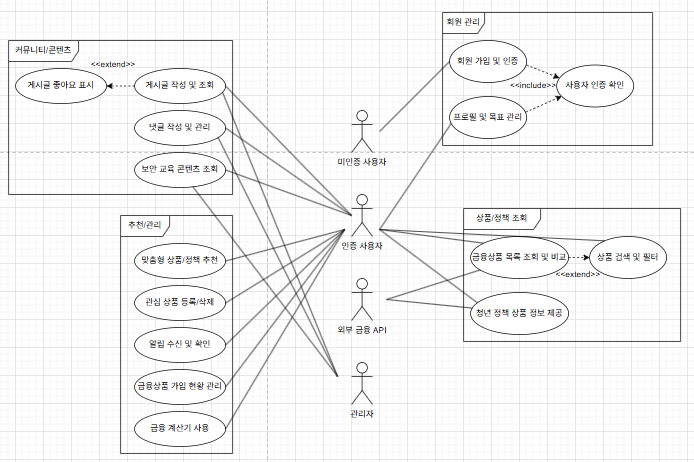 커뮤니티/콘텐츠
<<extend>>
게시글 좋아요 표시
게시글 작성 및 조회
댓글 작성 및 관리
보안 교육 콘텐츠 조회
추천/관리
맞춤형 상품/정책 추천
관심 상품 등록/삭제
알림 수신 및 확인
금융상품 가입 현황 관리
금융 계산기 사용
미인증 사용자
인증 사용자
외부 금융 API
관리자
회원 관리
회원 가입 및 인증
<<include>>
사용자 인증 확인
프로필 및 목표 관리
상품/정책 조회
금융상품 목록 조회 및 비교
상품 검색 및 필터
<<extend>>
청년 정책 상품 정보 제공